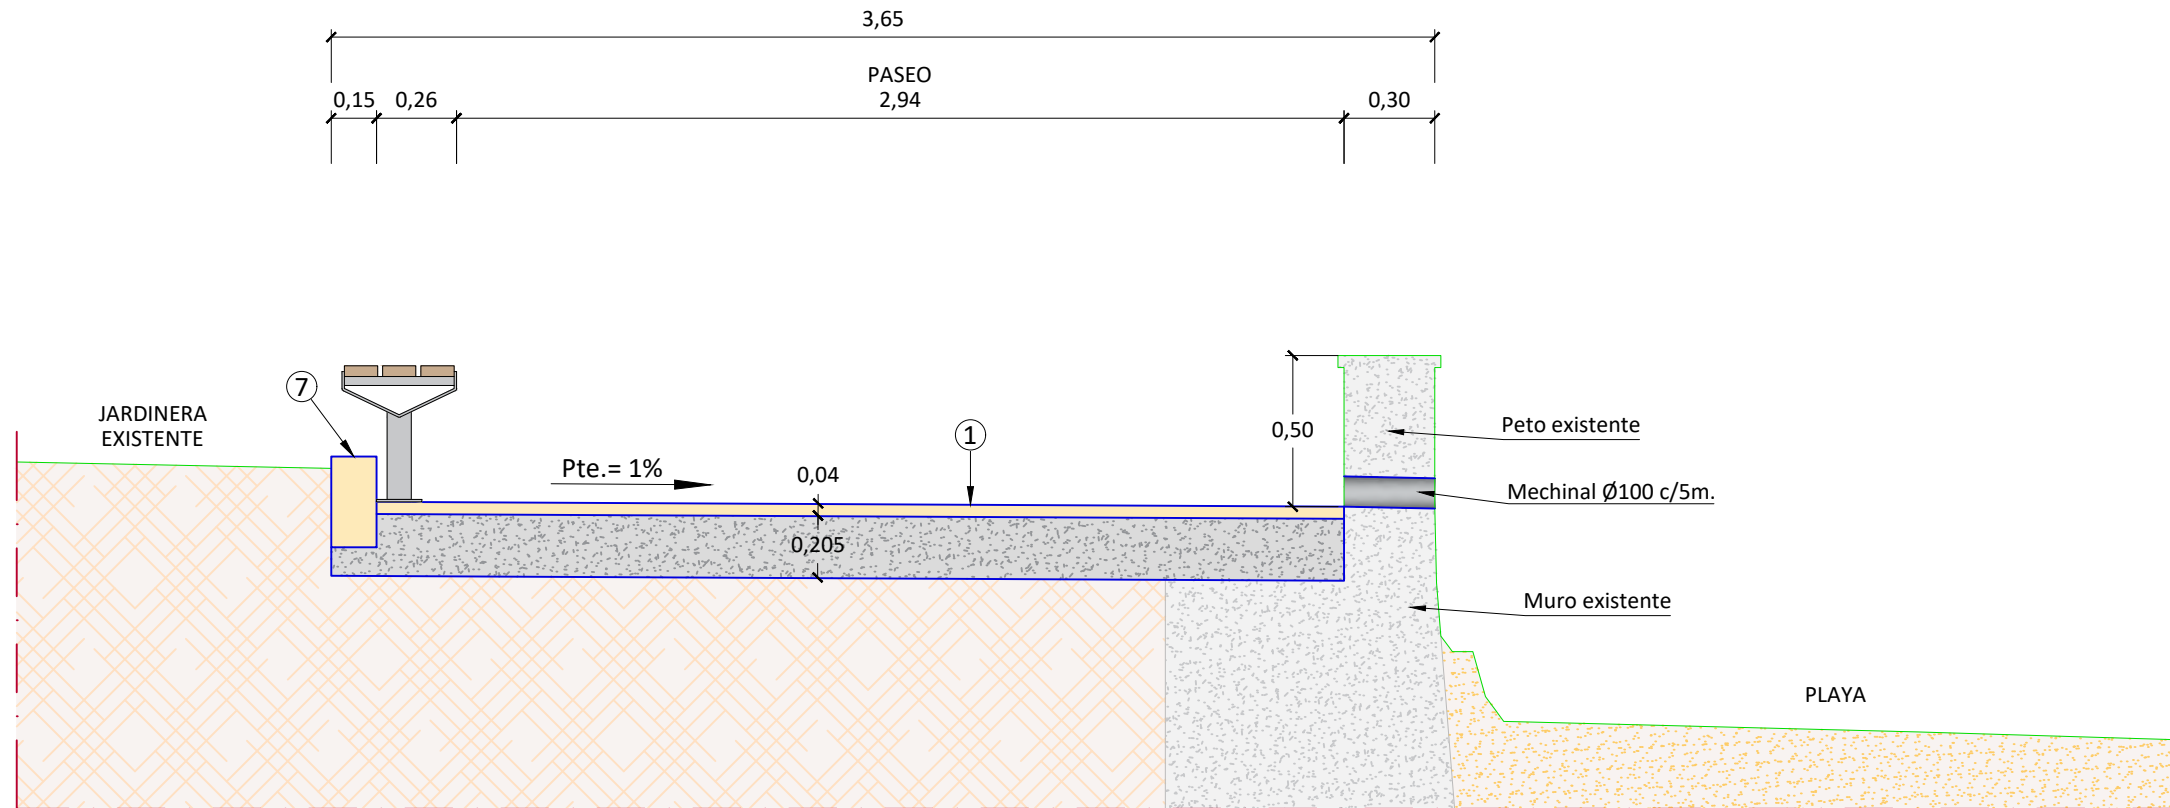 3,65
PASEO
0,15 0,26 2,94 0,30
7
JARDINERA
EXISTENTE
Pte.= 1%
0,04
1
0,205
0,50
Peto existente
Mechinal Ø100 c/5m.
Muro existente
PLAYA